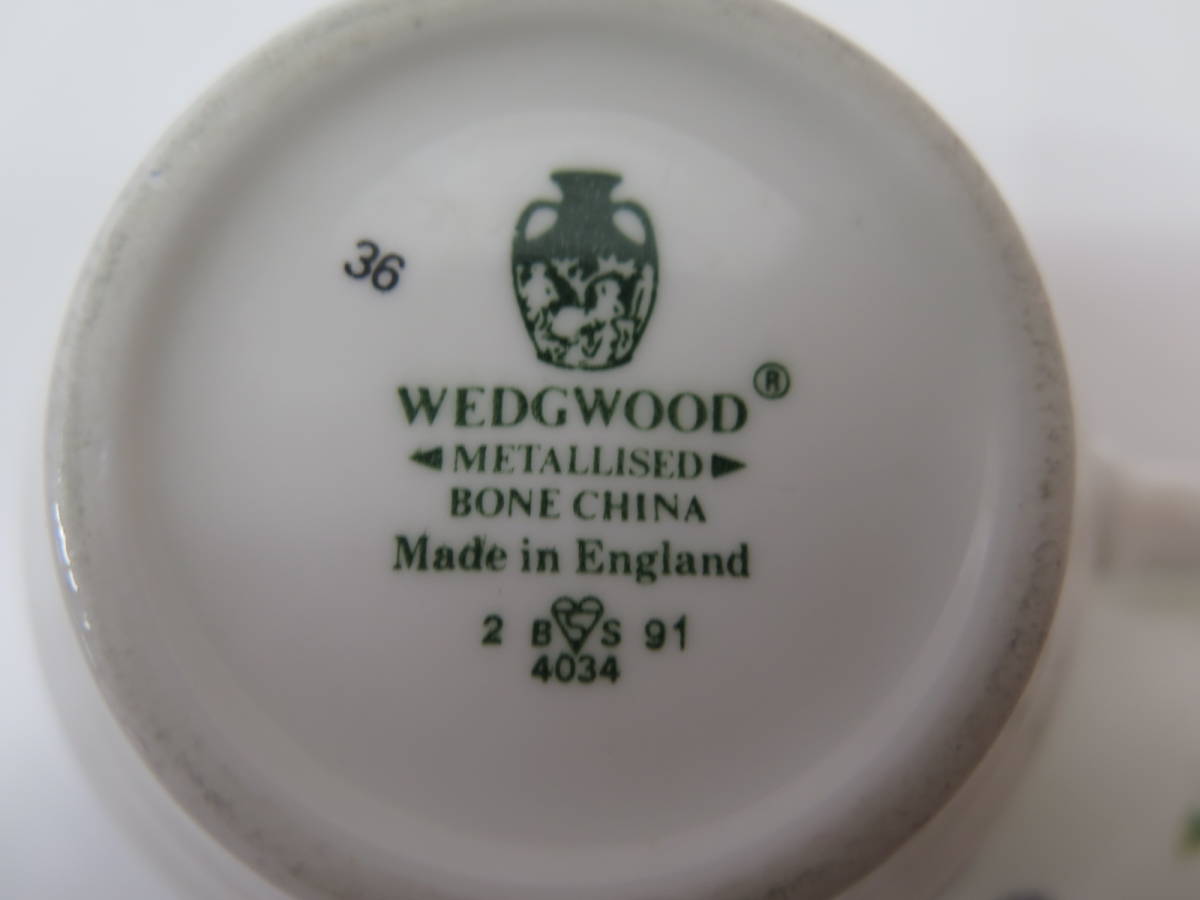 36
WEDGWOOD®
METALLISED
BONE CHINA
Made in England
2 B S 91
4034